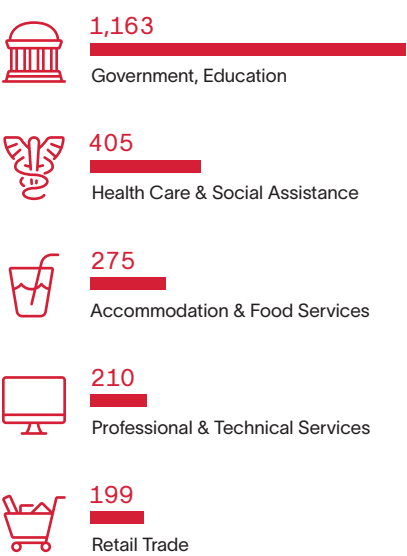 1,163
Government, Education
405
Health Care & Social Assistance
275
Accommodation & Food Services
210
Professional & Technical Services
199
Retail Trade